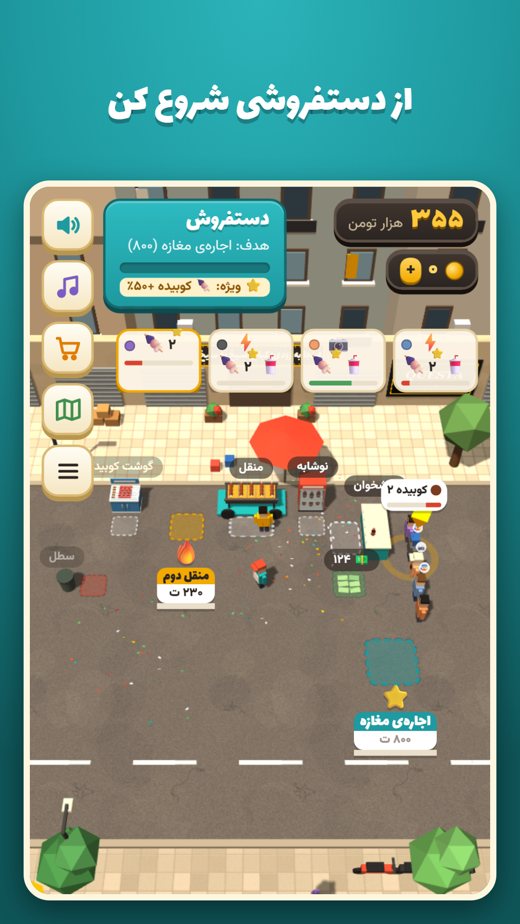 از دستفروشی شروع کن
دستفروش
هدف: اجاره‌ی مغازه (۸۰۰)
ویژه: کوبیده +۵۰٪
۳۵۵ هزار تومن
۰ +
۲
۲
۲
۲
گوشت کوبید
منقل
نوشابه
شخوان
کوبیده ۲
سطل
منقل دوم
۲۳۰ ت
۱۲۴
اجاره‌ی مغازه
۸۰۰ ت